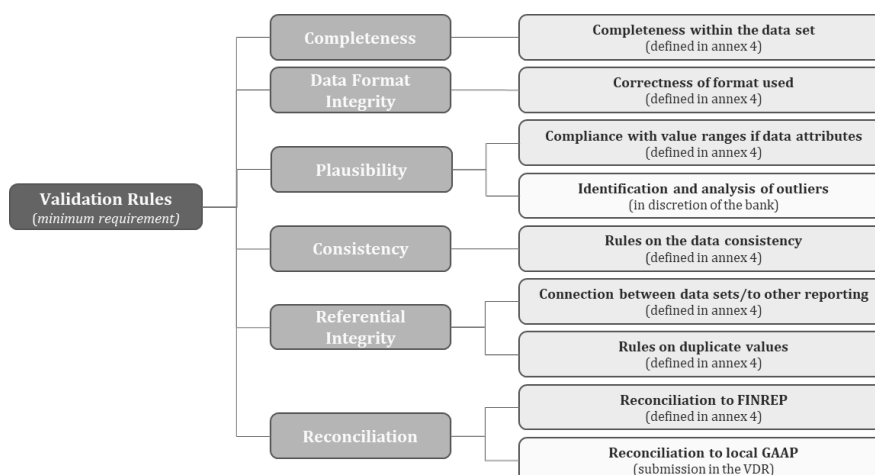 Validation Rules
(minimum requirement)
Completeness
Completeness within the data set
(defined in annex 4)
Data Format
Integrity
Correctness of format used
(defined in annex 4)
Plausibility
Compliance with value ranges if data attributes
(defined in annex 4)
Identification and analysis of outliers
(in discretion of the bank)
Consistency
Rules on the data consistency
(defined in annex 4)
Referential
Integrity
Connection between data sets/to other reporting
(defined in annex 4)
Rules on duplicate values
(defined in annex 4)
Reconciliation
Reconciliation to FINREP
(defined in annex 4)
Reconciliation to local GAAP
(submission in the VDR)